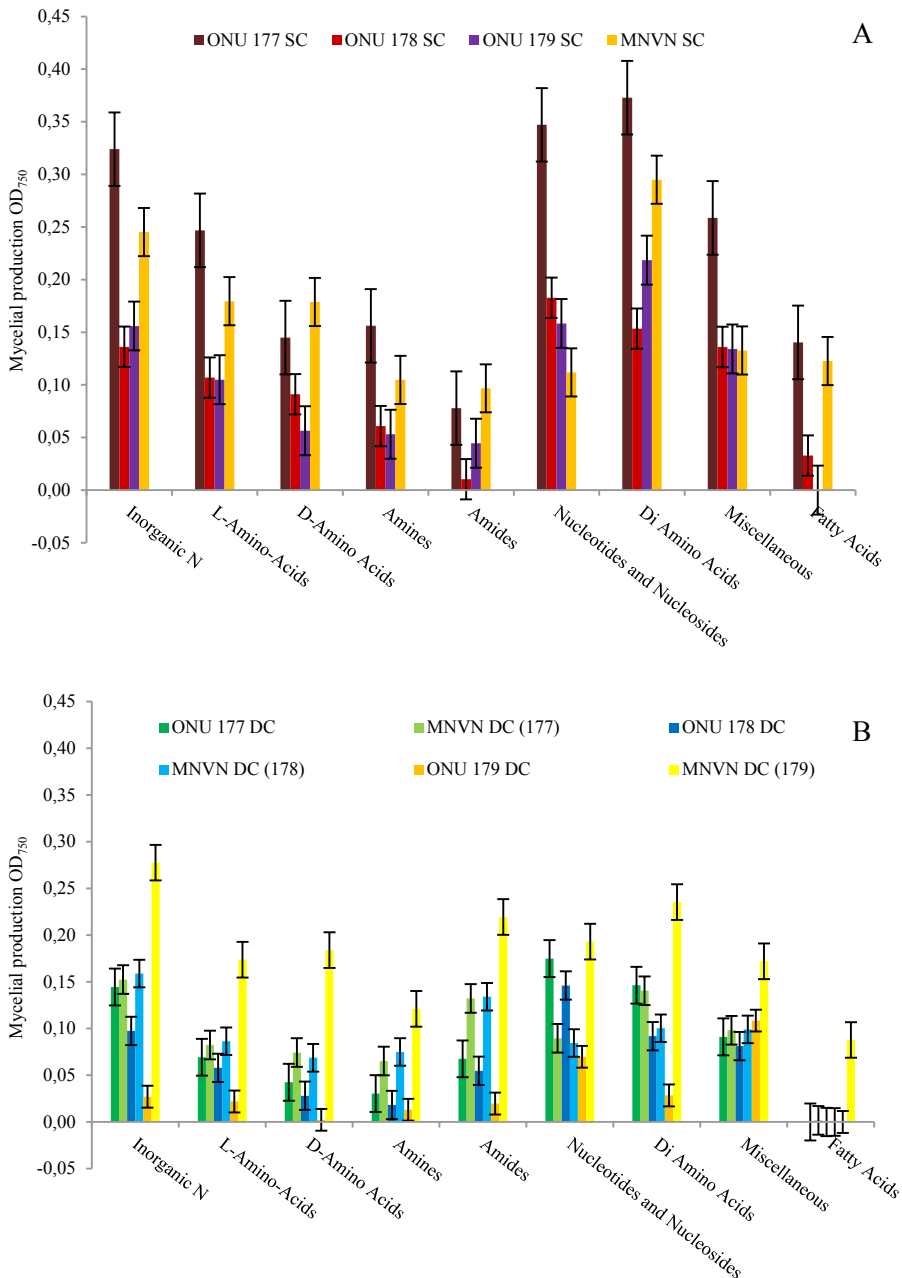 A
ONU 177 SC ONU 178 SC ONU 179 SC MNVN SC
Mycelial production OD750
0,45
0,40
0,35
0,30
0,25
0,20
0,15
0,10
0,05
0,00
-0,05
Inorganic N
L-Amino-Acids
D-Amino Acids
Amines
Amides
Nucleotides and Nucleosides
Di Amino Acids
Miscellaneous
Fatty Acids
B
ONU 177 DC MNVN DC (177) ONU 178 DC
MNVN DC (178) ONU 179 DC MNVN DC (179)
Mycelial production OD750
0,45
0,40
0,35
0,30
0,25
0,20
0,15
0,10
0,05
0,00
-0,05
Inorganic N
L-Amino-Acids
D-Amino Acids
Amines
Amides
Nucleotides and Nucleosides
Di Amino Acids
Miscellaneous
Fatty Acids